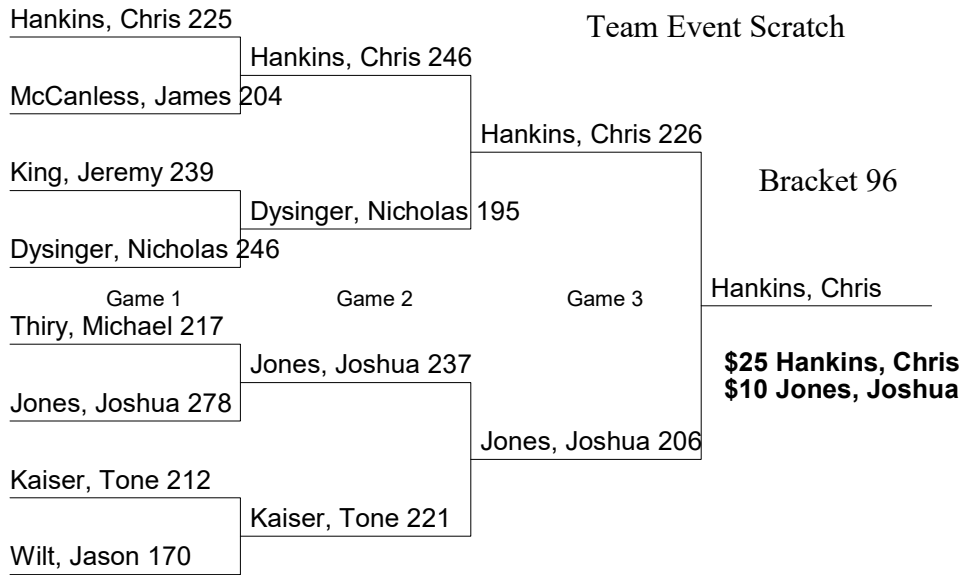 Hankins, Chris 225
Team Event Scratch
Hankins, Chris 246
McCanless, James 204
Hankins, Chris 226
King, Jeremy 239
Bracket 96
Dysinger, Nicholas 195
Dysinger, Nicholas 246
Game 1
Game 2
Game 3
Hankins, Chris
Thiry, Michael 217
Jones, Joshua 237
$25 Hankins, Chris
$10 Jones, Joshua
Jones, Joshua 278
Jones, Joshua 206
Kaiser, Tone 212
Kaiser, Tone 221
Wilt, Jason 170